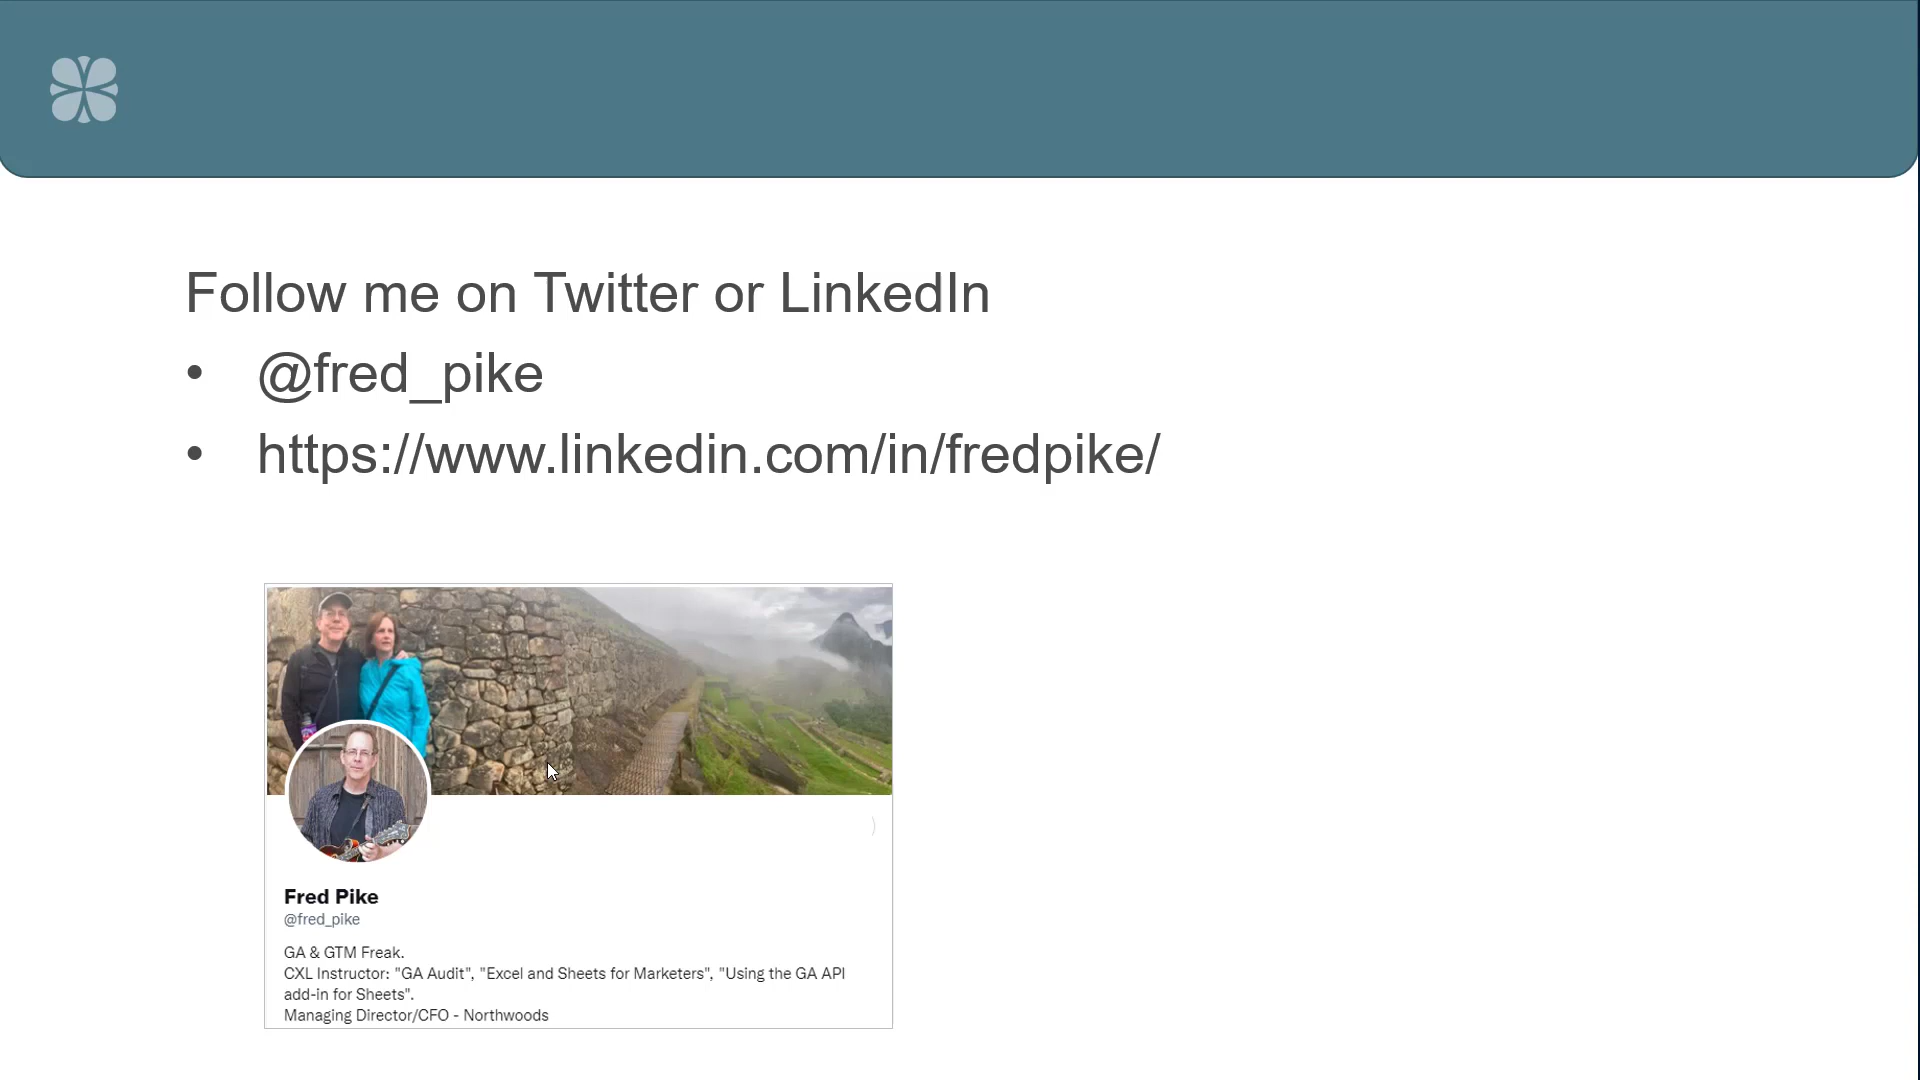 Follow me on Twitter or LinkedIn
• @fred_pike
• https://www.linkedin.com/in/fredpike/
Fred Pike
@fred_pike
GA & GTM Freak.
CXL Instructor: "GA Audit", "Excel and Sheets for Marketers", "Using the GA API
add-in for Sheets".
Managing Director/CFO - Northwoods